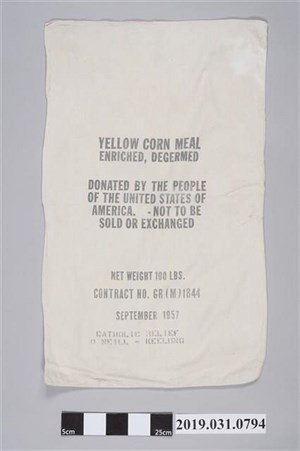 YELLOW CORN MEAL
ENRICHED, DEGERMED
DONATED BY THE PEOPLE
OF THE UNITED STATES OF
AMERICA. - NOT TO BE
SOLD OR EXCHANGED
NET WEIGHT 100 LBS.
CONTRACT NO. GR(M)1844
SEPTEMBER 1957
CATHOLIC RELIEF
O NEILL - KEELUNG
5cm
25cm
2019.031.0794